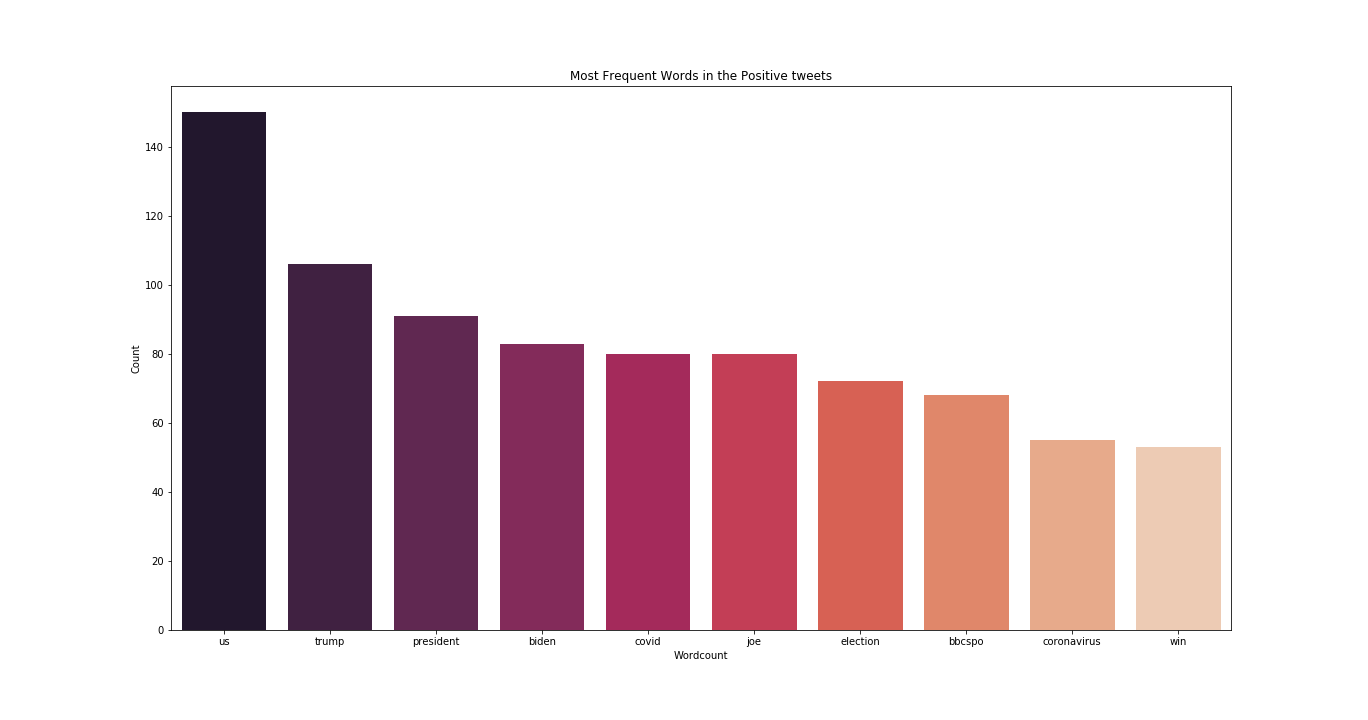 Most Frequent Words in the Positive tweets
140
120
100
80
60
40
20
0
Count
us trump president biden covid joe election bbcspo coronavirus win
Wordcount